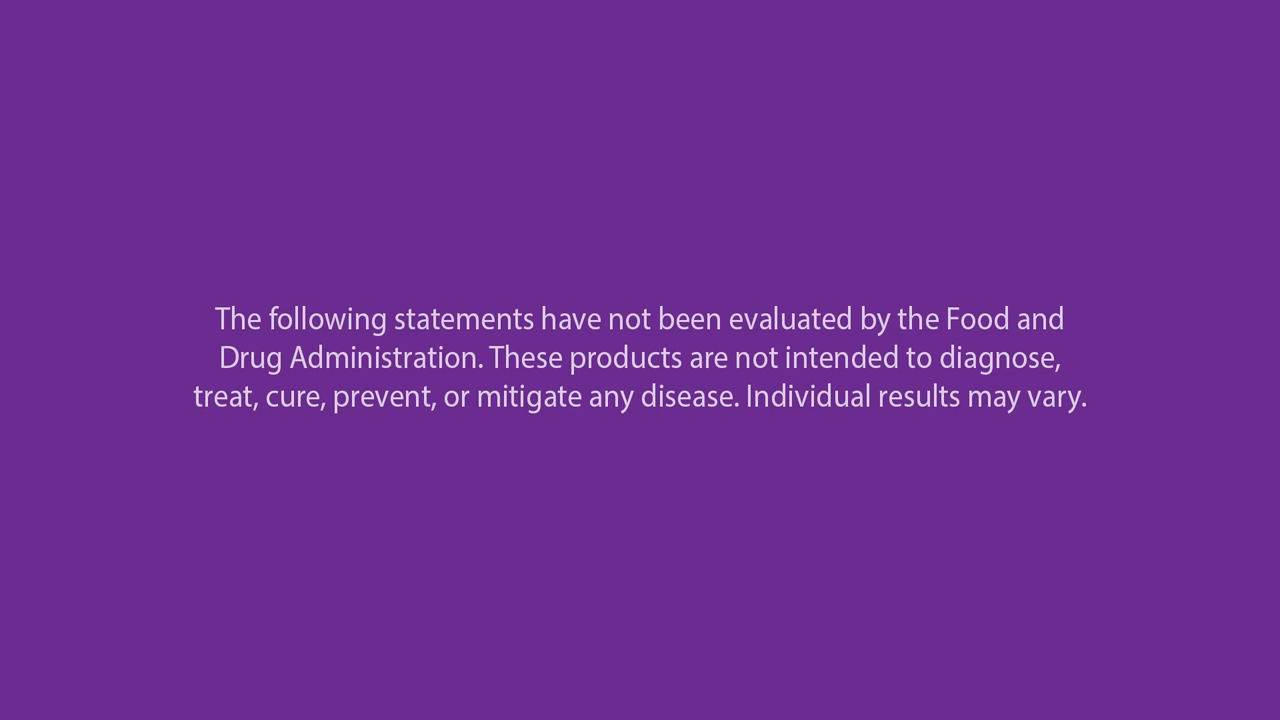 The following statements have not been evaluated by the Food and
Drug Administration. These products are not intended to diagnose,
treat, cure, prevent, or mitigate any disease. Individual results may vary.